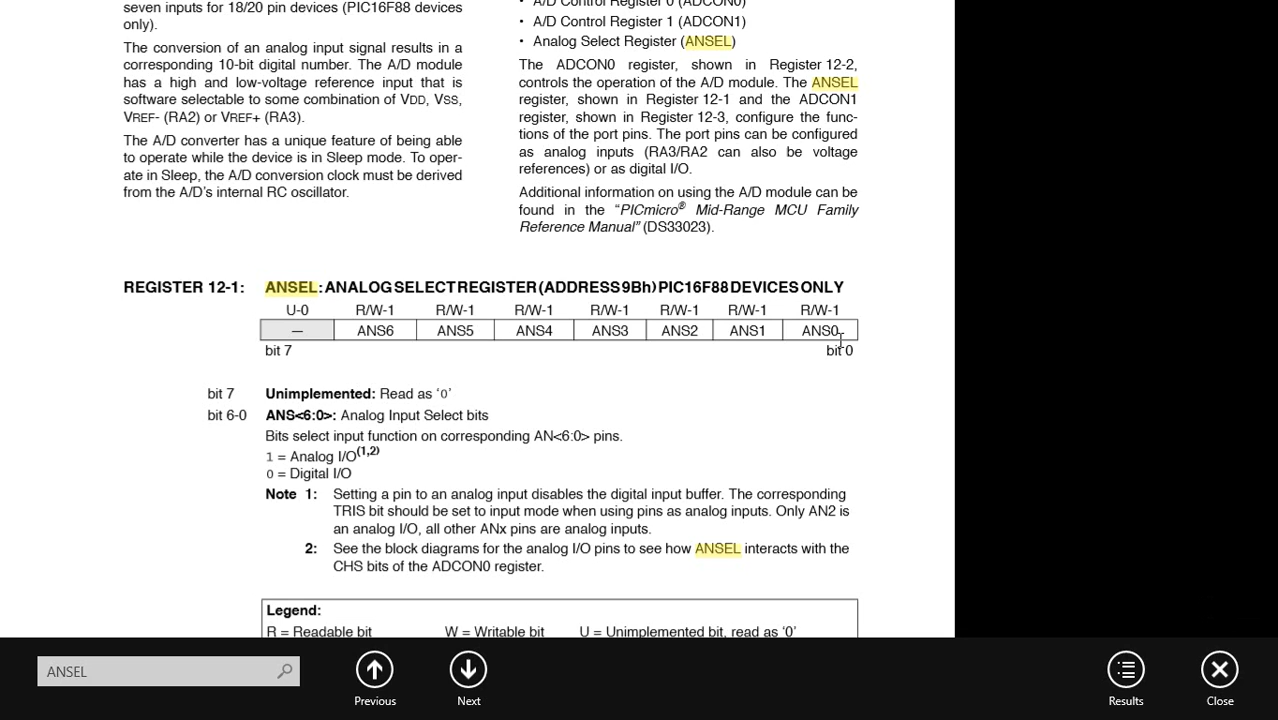 seven inputs for 18/20 pin devices (PIC16F88 devices
only).
The conversion of an analog input signal results in a
corresponding 10-bit digital number. The A/D module
has a high and low-voltage reference input that is
software selectable to some combination of VDD, VSS,
VREF- (RA2) or VREF+ (RA3).
The A/D converter has a unique feature of being able
to operate while the device is in Sleep mode. To oper-
ate in Sleep, the A/D conversion clock must be derived
from the A/D's internal RC oscillator.
• A/D Control Register 0 (ADCON0)
• A/D Control Register 1 (ADCON1)
• Analog Select Register (ANSEL)
The ADCON0 register, shown in Register 12-2,
controls the operation of the A/D module. The ANSEL
register, shown in Register 12-1 and the ADCON1
register, shown in Register 12-3, configure the func-
tions of the port pins. The port pins can be configured
as analog inputs (RA3/RA2 can also be voltage
references) or as digital I/O.
Additional information on using the A/D module can be
found in the “PICmicro® Mid-Range MCU Family
Reference Manual” (DS33023).
REGISTER 12-1: ANSEL: ANALOG SELECT REGISTER (ADDRESS 9Bh) PIC16F88 DEVICES ONLY
U-0 R/W-1 R/W-1 R/W-1 R/W-1 R/W-1 R/W-1 R/W-1
— ANS6 ANS5 ANS4 ANS3 ANS2 ANS1 ANS0
bit 7 bit 0
bit 7 Unimplemented: Read as ‘0’
bit 6-0 ANS<6:0>: Analog Input Select bits
Bits select input function on corresponding AN<6:0> pins.
1 = Analog I/O(1,2)
0 = Digital I/O
Note 1: Setting a pin to an analog input disables the digital input buffer. The corresponding
TRIS bit should be set to input mode when using pins as analog inputs. Only AN2 is
an analog I/O, all other ANx pins are analog inputs.
2: See the block diagrams for the analog I/O pins to see how ANSEL interacts with the
CHS bits of the ADCON0 register.
Legend:
R = Readable bit W = Writable bit U = Unimplemented bit, read as ‘0’
ANSEL
Previous
Next
Results
Close